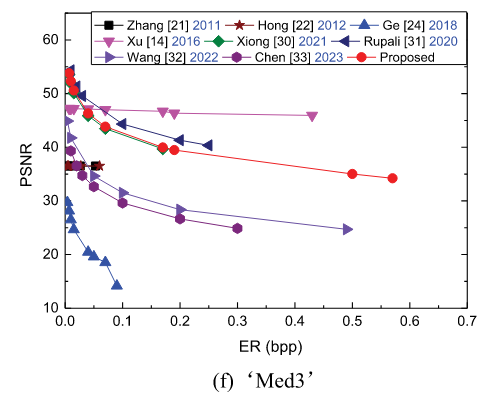 Zhang [21] 2011 Hong [22] 2012 Ge [24] 2018
Xu [14] 2016 Xiong [30] 2021 Rupali [31] 2020
Wang [32] 2022 Chen [33] 2023 Proposed
60
50
40
30
20
10
PSNR
0.0 0.1 0.2 0.3 0.4 0.5 0.6 0.7
ER (bpp)
(f) ‘Med3’